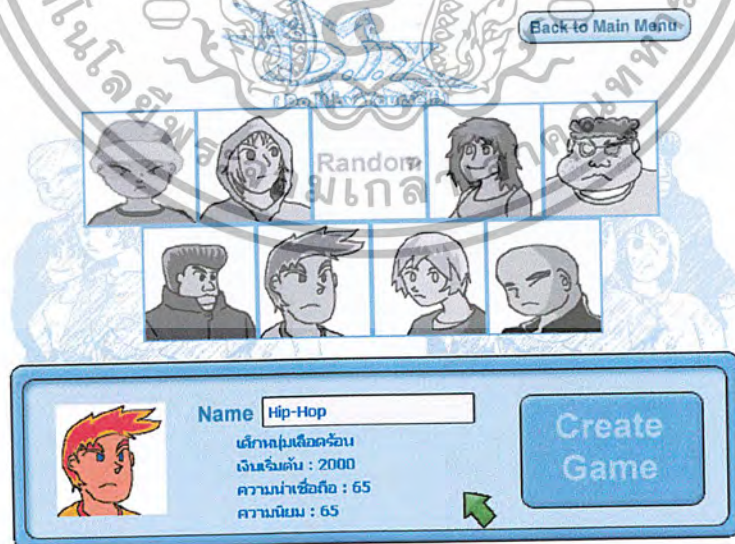 Back to Main Menu
Random
Name Hip-Hop
เด็กหนุ่มเลือดร้อน
เงินเริ่มต้น : 2000
ความน่าเชื่อถือ : 65
ความนิยม : 65
Create
Game